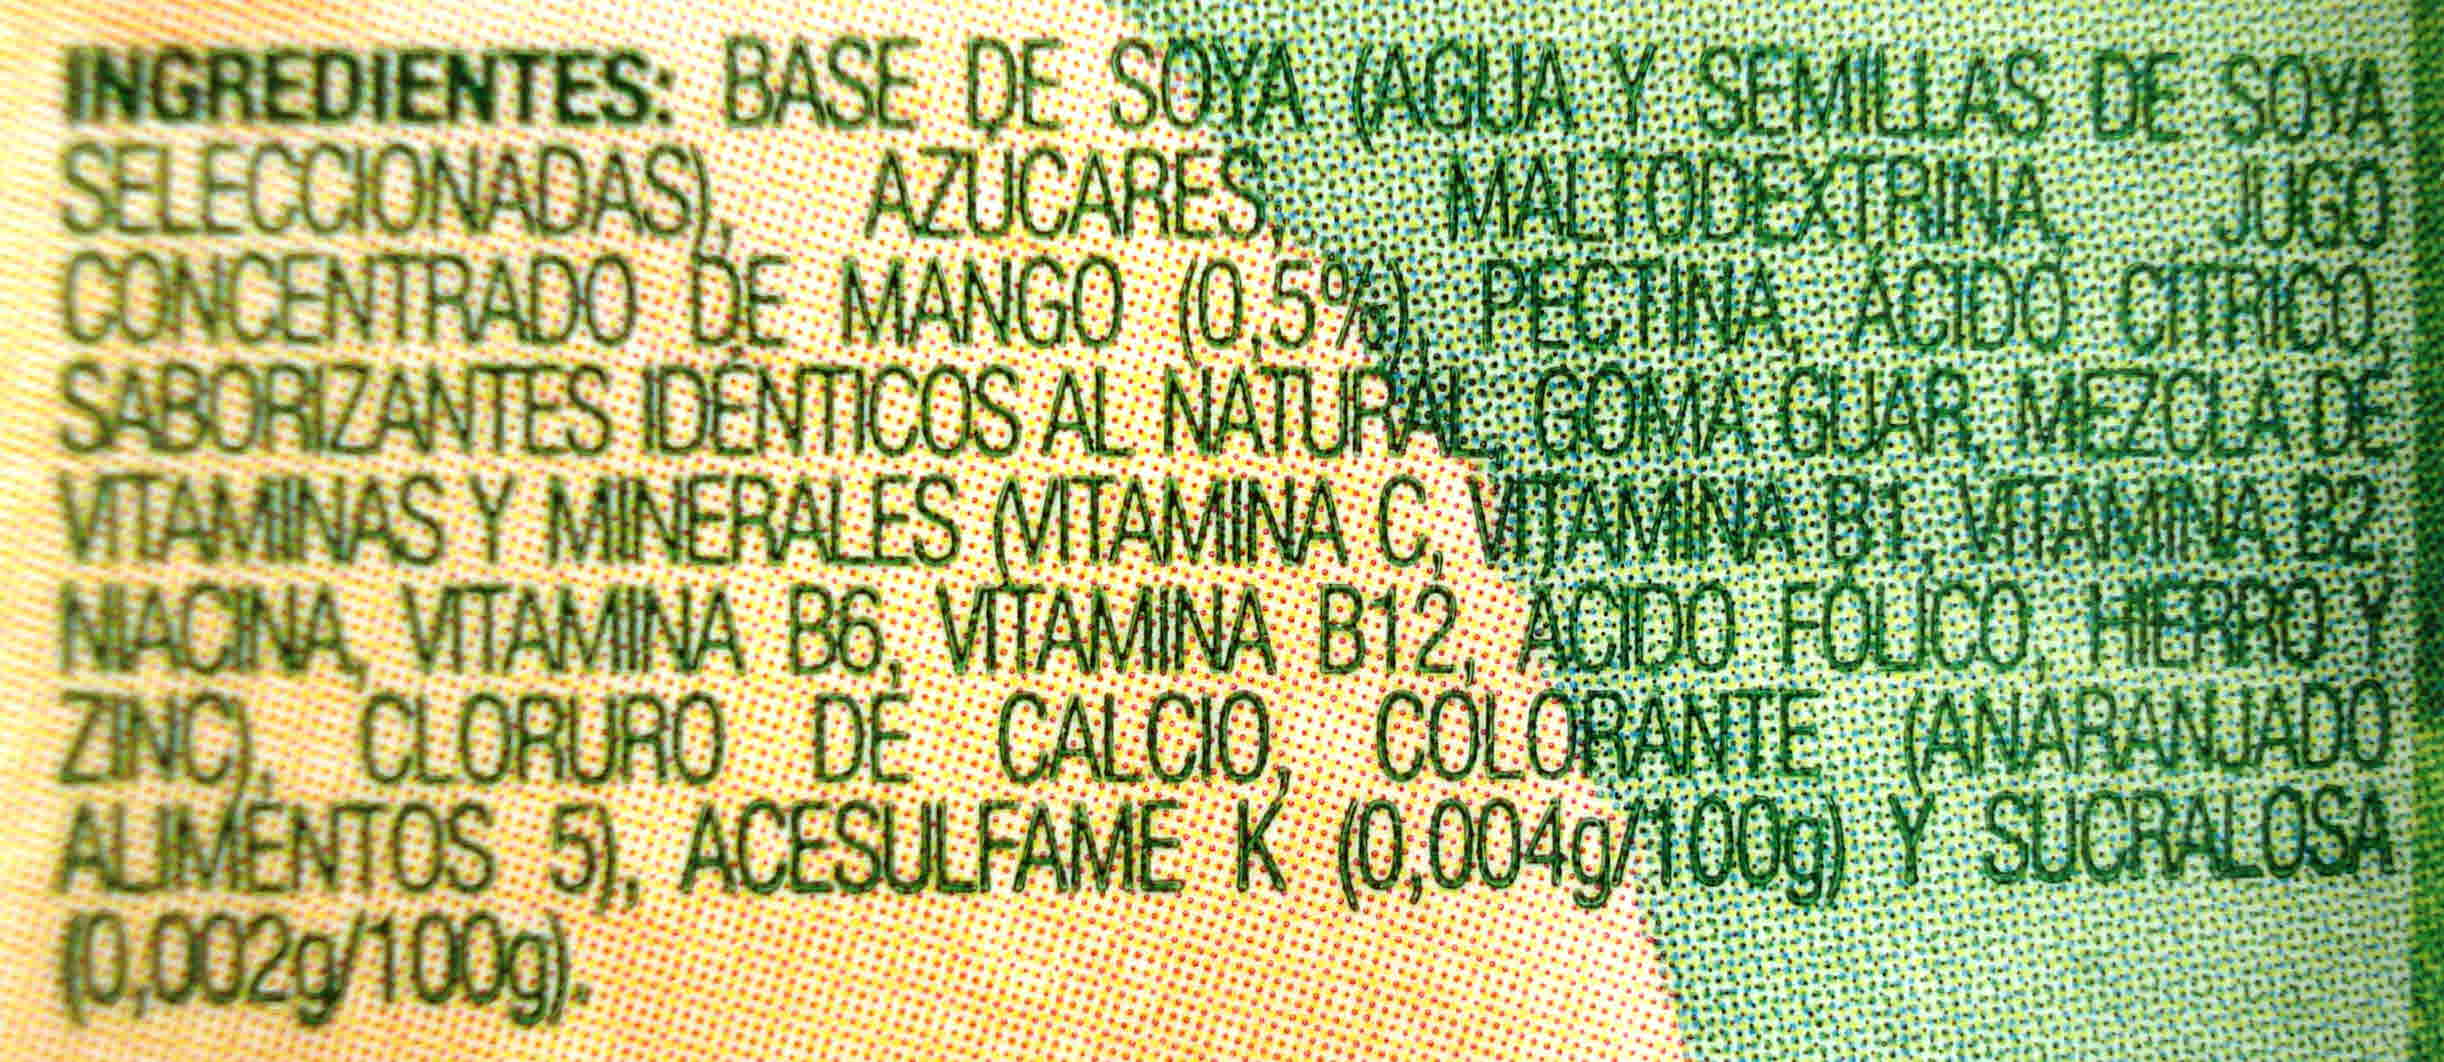 INGREDIENTES: BASE DE SOYA (AGUA Y SEMILLAS DE SOYA
SELECCIONADAS), AZÚCARES, MALTODEXTRINA, JUGO
CONCENTRADO DE MANGO (0,5%), PECTINA, ÁCIDO CÍTRICO,
SABORIZANTES IDÉNTICOS AL NATURAL, GOMA GUAR, MEZCLA DE
VITAMINAS Y MINERALES (VITAMINA C, VITAMINA B1, VITAMINA B2,
NIACINA, VITAMINA B6, VITAMINA B12, ÁCIDO FÓLICO, HIERRO Y
ZINC), CLORURO DE CALCIO, COLORANTE (ANARANJADO
ALIMENTOS 5), ACESULFAME K (0,004g/100g) Y SUCRALOSA
(0,002g/100g).